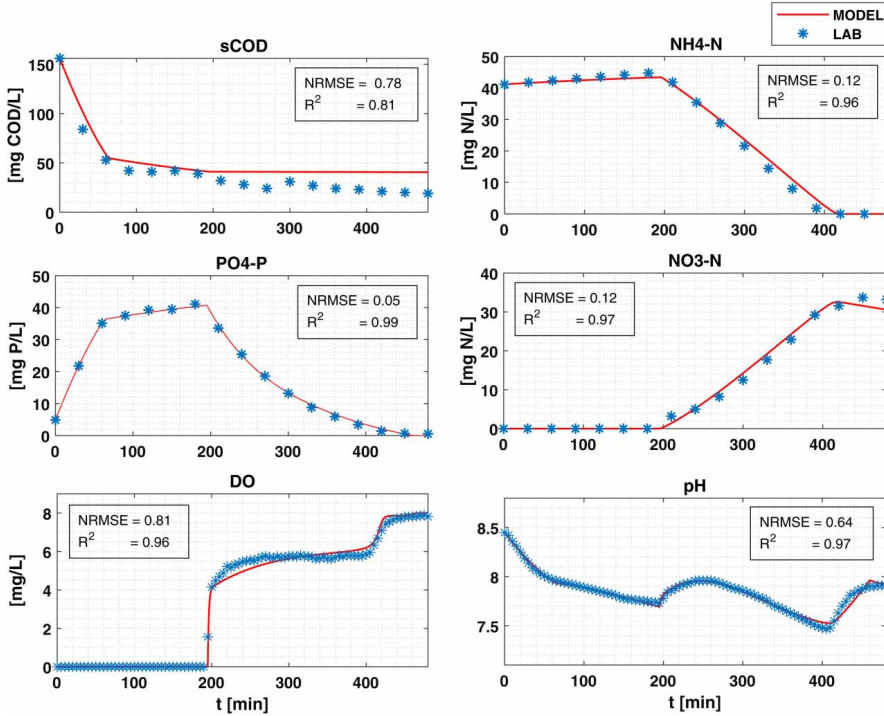 MODEL
LAB
sCOD
NH4-N
[mg COD/L]
150
100
50
0
NRMSE = 0.78
R² = 0.81
0 100 200 300 400
[mg N/L]
50
40
30
20
10
0
NRMSE = 0.12
R² = 0.96
0 100 200 300 400
PO4-P
NO3-N
[mg P/L]
50
40
30
20
10
0
NRMSE = 0.05
R² = 0.99
0 100 200 300 400
[mg N/L]
40
30
20
10
0
NRMSE = 0.12
R² = 0.97
0 100 200 300 400
DO
pH
[mg/L]
8
6
4
2
0
NRMSE = 0.81
R² = 0.96
0 100 200 300 400
t [min]
8.5
8
7.5
NRMSE = 0.64
R² = 0.97
0 100 200 300 400
t [min]